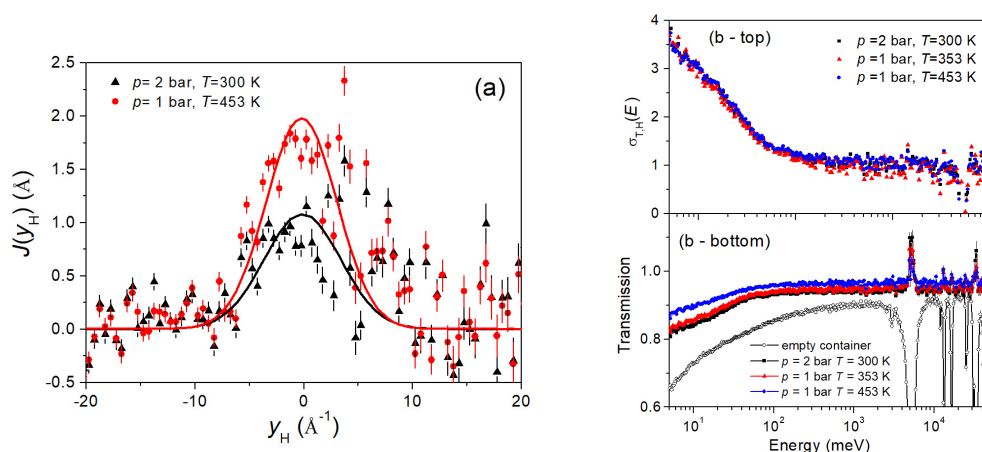 (a)
p= 2 bar, T=300 K
p= 1 bar, T=453 K
J(y_H) (Å)
2.5
2.0
1.5
1.0
0.5
0.0
-0.5
-20 -10 0 10 20
y_H (Å⁻¹)
(b - top)
p =2 bar, T=300 K
p =1 bar, T=353 K
p =1 bar, T=453 K
σ_T,H(E)
4
3
2
1
0
(b - bottom)
Transmission
1.0
0.8
0.6
empty container
p = 2 bar T = 300 K
p = 1 bar T = 353 K
p = 1 bar T = 453 K
10¹ 10² 10³ 10⁴
Energy (meV)